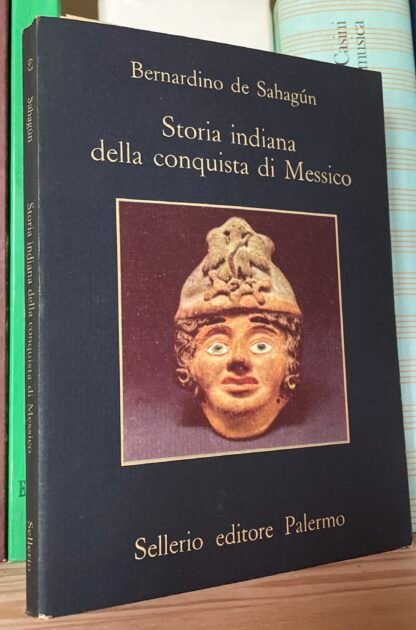 Bernardino de Sahagún
Storia indiana
della conquista di Messico
Sellerio editore Palermo
Sahagún
Storia indiana della conquista di Messico
Sellerio
Casini
musica